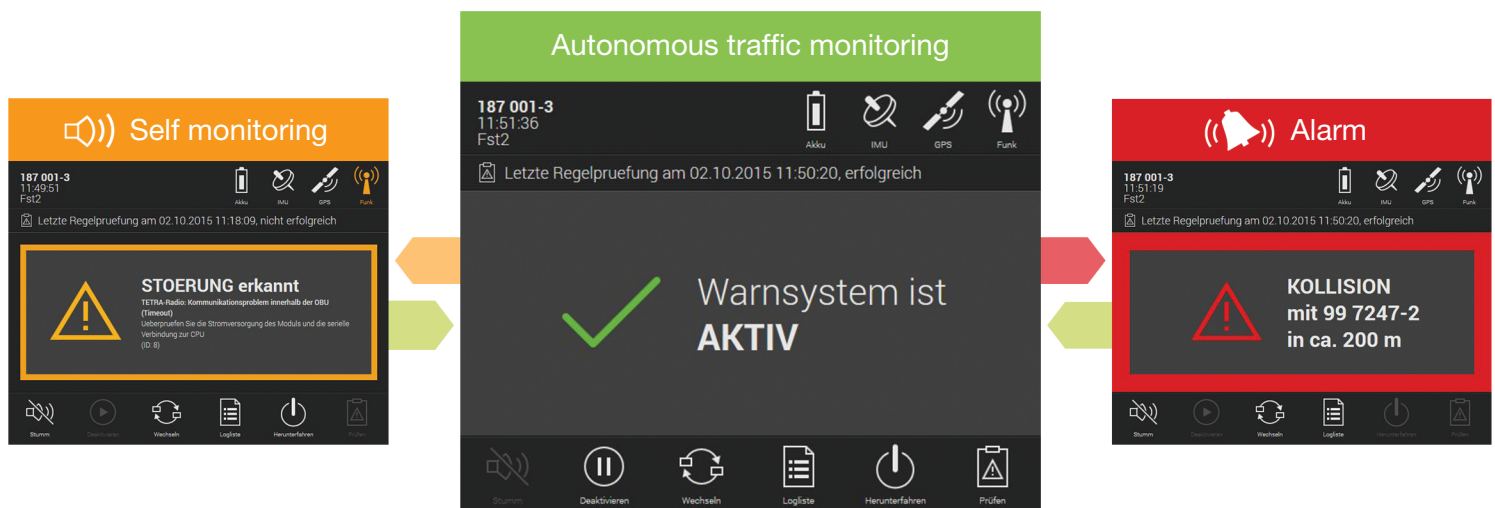 Self monitoring
187 001-3
11:49:51
Fst2
Akku
IMU
GPS
Funk
Letzte Regelpruefung am 02.10.2015 11:18:09, nicht erfolgreich
STOERUNG erkannt
TETRA-Radio: Kommunikationsproblem innerhalb der OBU
(Timeout)
Ueberpruefen Sie die Stromversorgung des Moduls und die serielle
Verbindung zur CPU
(ID: 8)
Stumm
Deaktivieren
Wechseln
Logliste
Herunterfahren
Prüfen
Autonomous traffic monitoring
187 001-3
11:51:36
Fst2
Akku
IMU
GPS
Funk
Letzte Regelpruefung am 02.10.2015 11:50:20, erfolgreich
Warnsystem ist
AKTIV
Stumm
Deaktivieren
Wechseln
Logliste
Herunterfahren
Prüfen
Alarm
187 001-3
11:51:19
Fst2
Akku
IMU
GPS
Funk
Letzte Regelpruefung am 02.10.2015 11:50:20, erfolgreich
KOLLISION
mit 99 7247-2
in ca. 200 m
Stumm
Deaktivieren
Wechseln
Logliste
Herunterfahren
Prüfen